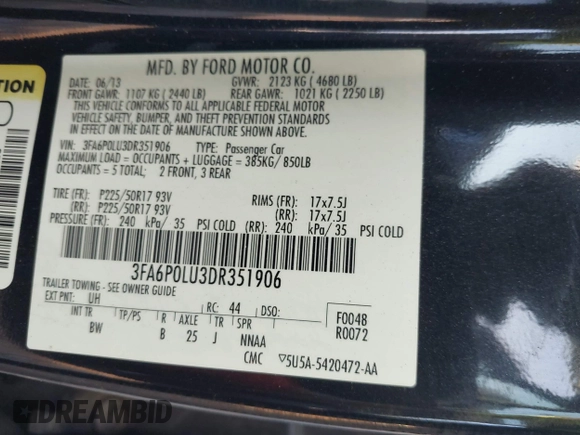 MFD. BY FORD MOTOR CO.
DATE: 06/13 GVWR: 2123 KG ( 4680 LB)
FRONT GAWR: 1107 KG ( 2440 LB) REAR GAWR: 1021 KG ( 2250 LB)
THIS VEHICLE CONFORMS TO ALL APPLICABLE FEDERAL MOTOR
VEHICLE SAFETY, BUMPER, AND THEFT PREVENTION STANDARDS
IN EFFECT ON THE DATE OF MANUFACTURE SHOWN ABOVE.
VIN: 3FA6P0LU3DR351906 TYPE: Passenger Car
MAXIMUM LOAD = OCCUPANTS + LUGGAGE = 385KG/ 850LB
OCCUPANTS = 5 TOTAL; 2 FRONT, 3 REAR
TIRE (FR): P225/50R17 93V RIMS (FR): 17x7.5J
(RR): P225/50R17 93V (RR): 17x7.5J
PRESSURE (FR): 240 kPa/ 35 PSI COLD (RR): 240 kPa/ 35 PSI COLD
3FA6P0LU3DR351906
TRAILER TOWING - SEE OWNER GUIDE
EXT PNT: UH RC: 44 DSO: F0048
INT TR TP/PS R AXLE TR SPR R0072
BW B 25 J NNAA
CMC 5U5A-5420472-AA
DREAMBID